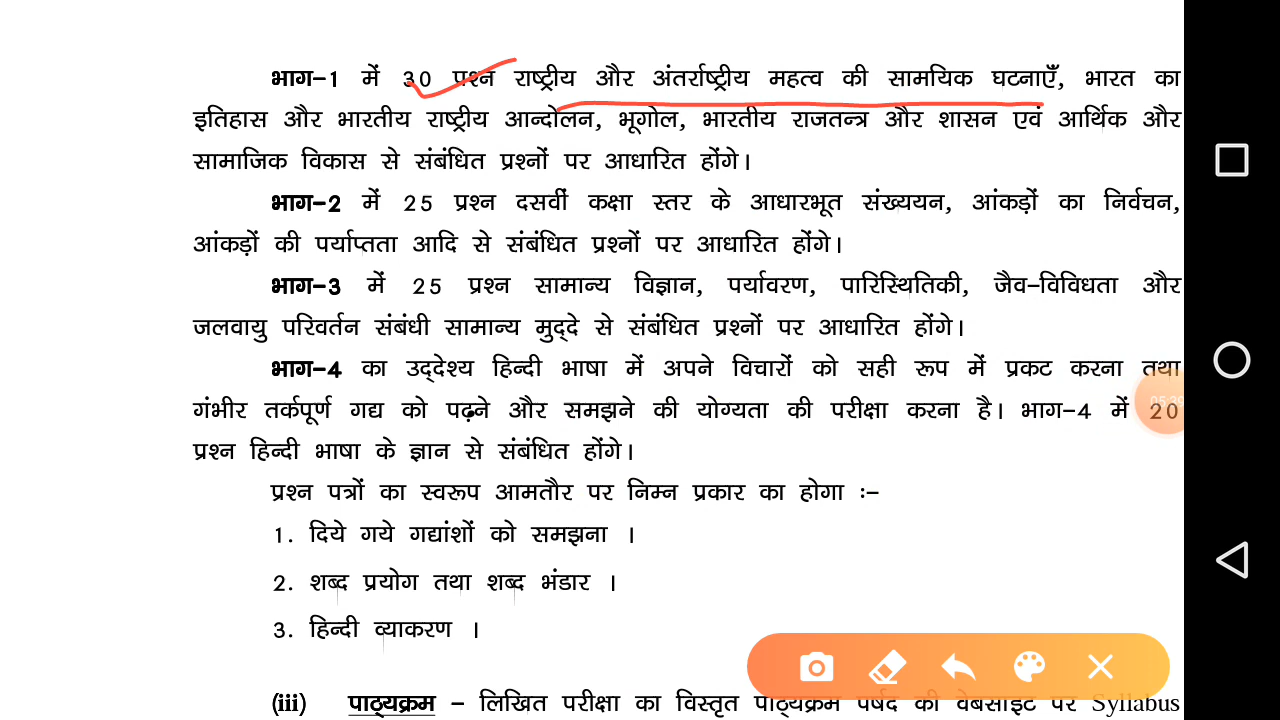 भाग–1 में 30 प्रश्न राष्ट्रीय और अंतर्राष्ट्रीय महत्व की सामयिक घटनाएँ, भारत का
इतिहास और भारतीय राष्ट्रीय आन्दोलन, भूगोल, भारतीय राजतन्त्र और शासन एवं आर्थिक और
सामाजिक विकास से संबंधित प्रश्नों पर आधारित होंगे।
भाग–2 में 25 प्रश्न दसवीं कक्षा स्तर के आधारभूत संख्ययन, आंकड़ों का निर्वचन,
आंकड़ों की पर्याप्तता आदि से संबंधित प्रश्नों पर आधारित होंगे।
भाग–3 में 25 प्रश्न सामान्य विज्ञान, पर्यावरण, पारिस्थितिकी, जैव–विविधता और
जलवायु परिवर्तन संबंधी सामान्य मुद्दे से संबंधित प्रश्नों पर आधारित होंगे।
भाग–4 का उद्देश्य हिन्दी भाषा में अपने विचारों को सही रूप में प्रकट करना तथा
गंभीर तर्कपूर्ण गद्य को पढ़ने और समझने की योग्यता की परीक्षा करना है। भाग–4 में 20
प्रश्न हिन्दी भाषा के ज्ञान से संबंधित होंगे।
प्रश्न पत्रों का स्वरूप आमतौर पर निम्न प्रकार का होगा :–
1. दिये गये गद्यांशों को समझना ।
2. शब्द प्रयोग तथा शब्द भंडार ।
3. हिन्दी व्याकरण ।
(iii) पाठ्यक्रम – लिखित परीक्षा का विस्तृत पाठ्यक्रम पर्षद की वेबसाइट पर Syllabus